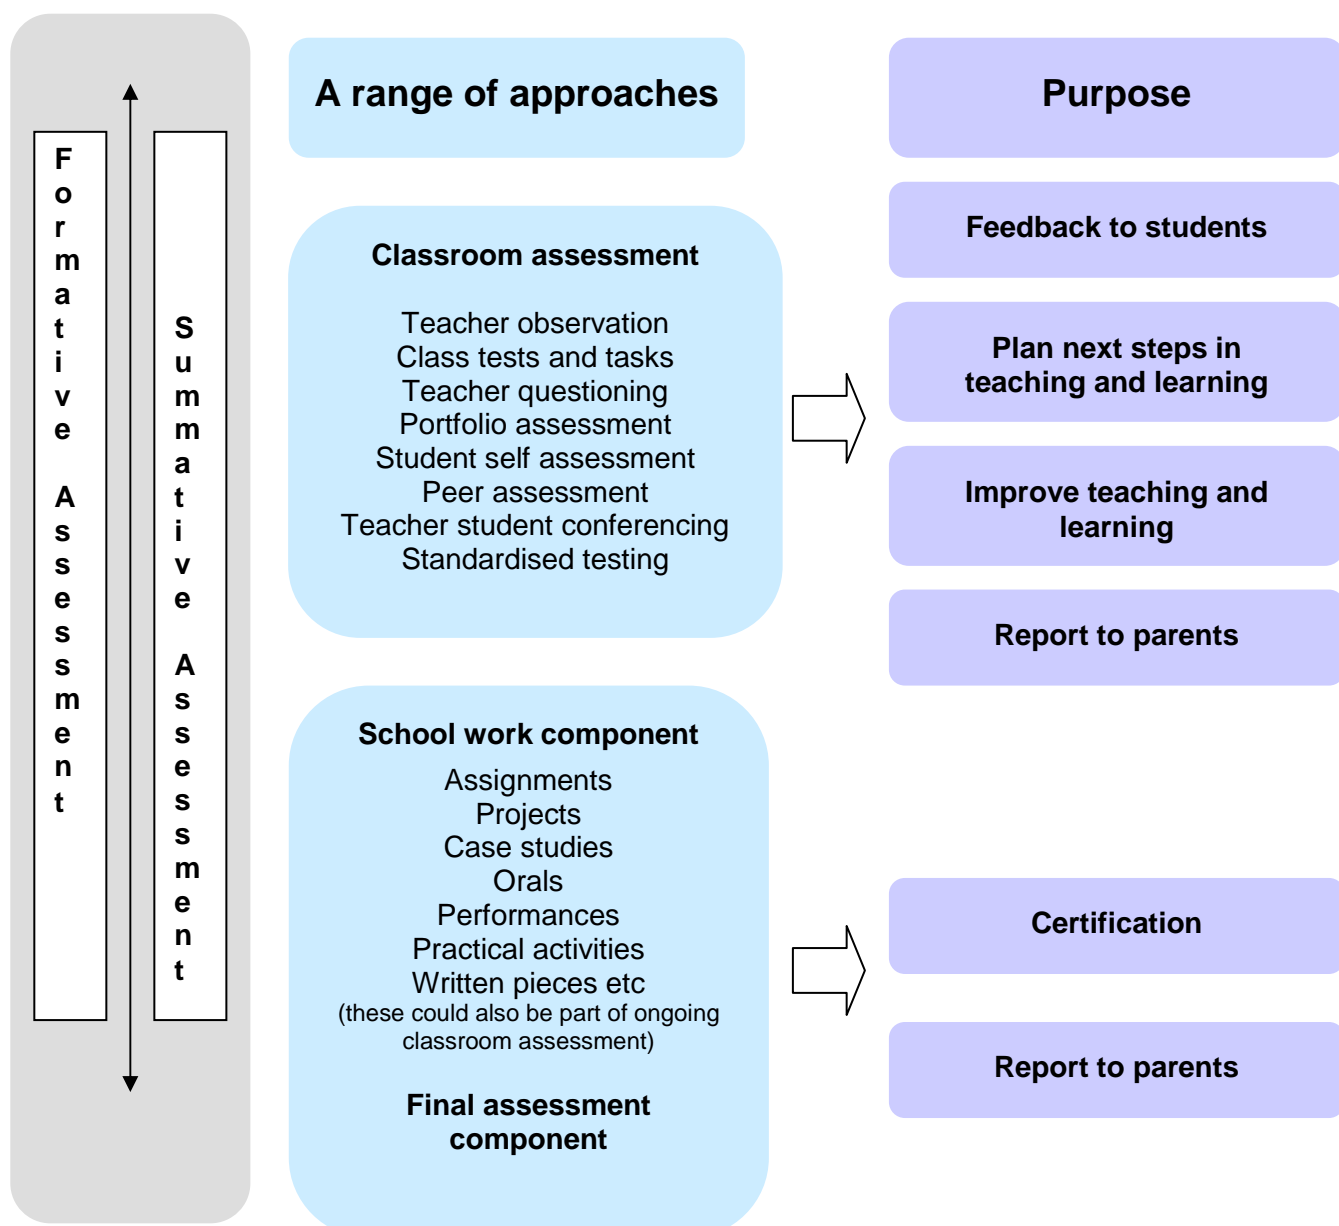 Formative Assessment
Summative Assessment
A range of approaches
Purpose
Classroom assessment
Teacher observation
Class tests and tasks
Teacher questioning
Portfolio assessment
Student self assessment
Peer assessment
Teacher student conferencing
Standardised testing
Feedback to students
Plan next steps in
teaching and learning
Improve teaching and
learning
Report to parents
School work component
Assignments
Projects
Case studies
Orals
Performances
Practical activities
Written pieces etc
(these could also be part of ongoing
classroom assessment)
Final assessment
component
Certification
Report to parents